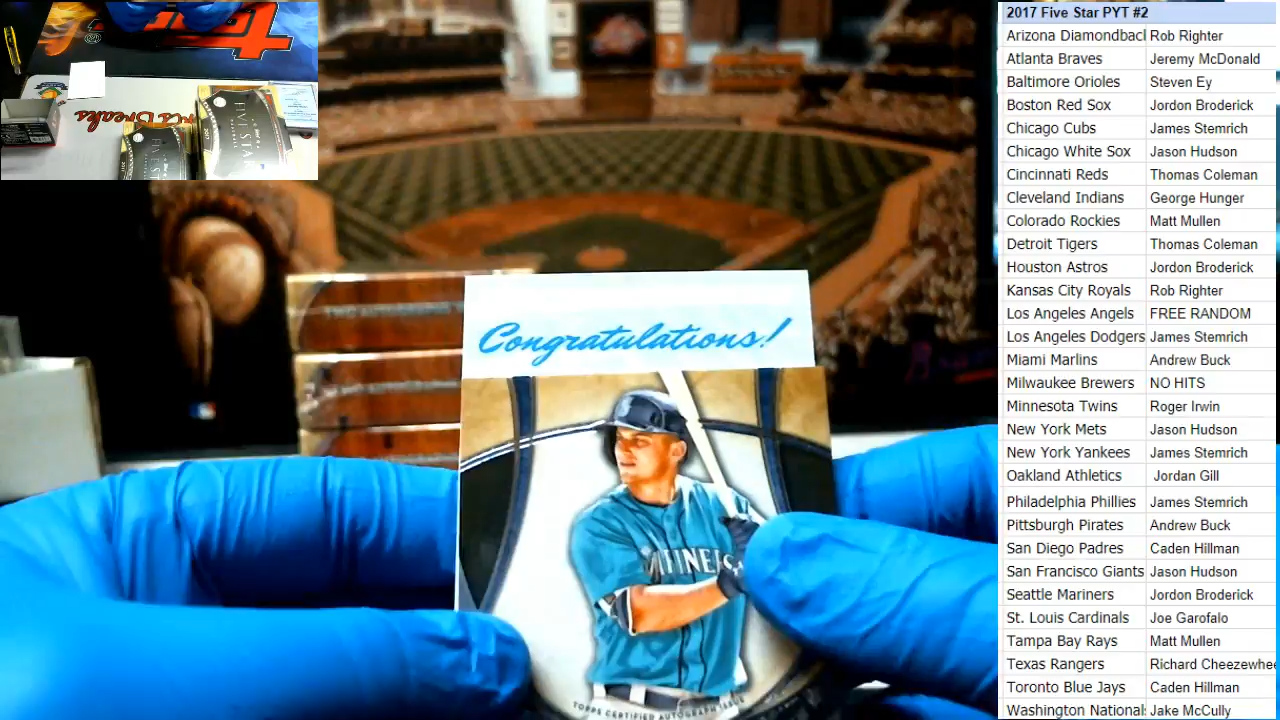 2017 Five Star PYT #2
Arizona Diamondback Rob Righter
Atlanta Braves Jeremy McDonald
Baltimore Orioles Steven Ey
Boston Red Sox Jordon Broderick
Chicago Cubs James Stemrich
Chicago White Sox Jason Hudson
Cincinnati Reds Thomas Coleman
Cleveland Indians George Hunger
Colorado Rockies Matt Mullen
Detroit Tigers Thomas Coleman
Houston Astros Jordon Broderick
Kansas City Royals Rob Righter
Los Angeles Angels FREE RANDOM
Los Angeles Dodgers James Stemrich
Miami Marlins Andrew Buck
Milwaukee Brewers NO HITS
Minnesota Twins Roger Irwin
New York Mets Jason Hudson
New York Yankees James Stemrich
Oakland Athletics Jordan Gill
Philadelphia Phillies James Stemrich
Pittsburgh Pirates Andrew Buck
San Diego Padres Caden Hillman
San Francisco Giants Jason Hudson
Seattle Mariners Jordon Broderick
St. Louis Cardinals Joe Garofalo
Tampa Bay Rays Matt Mullen
Texas Rangers Richard Cheezewhe
Toronto Blue Jays Caden Hillman
Washington National Jake McCully
Congratulations!
TOPPS CERTIFIED AUTOGRAPH ISSUE
FIVE STAR
Breaks